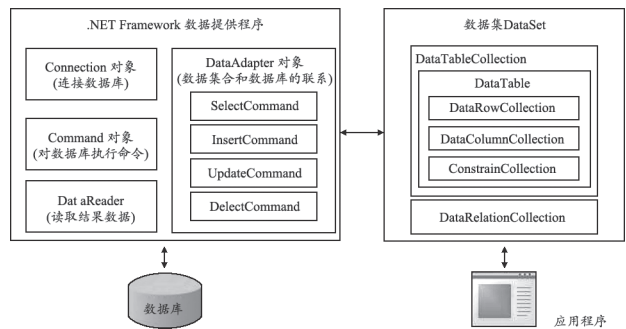 .NET Framework 数据提供程序
Connection 对象
(连接数据库)
Command 对象
(对数据库执行命令)
Dat aReader
(读取结果数据)
DataAdapter 对象
(数据集合和数据库的联系)
SelectCommand
InsertCommand
UpdateCommand
DelectCommand
数据集DataSet
DataTableCollection
DataTable
DataRowCollection
DataColumnCollection
ConstrainCollection
DataRelationCollection
数据库
应用程序